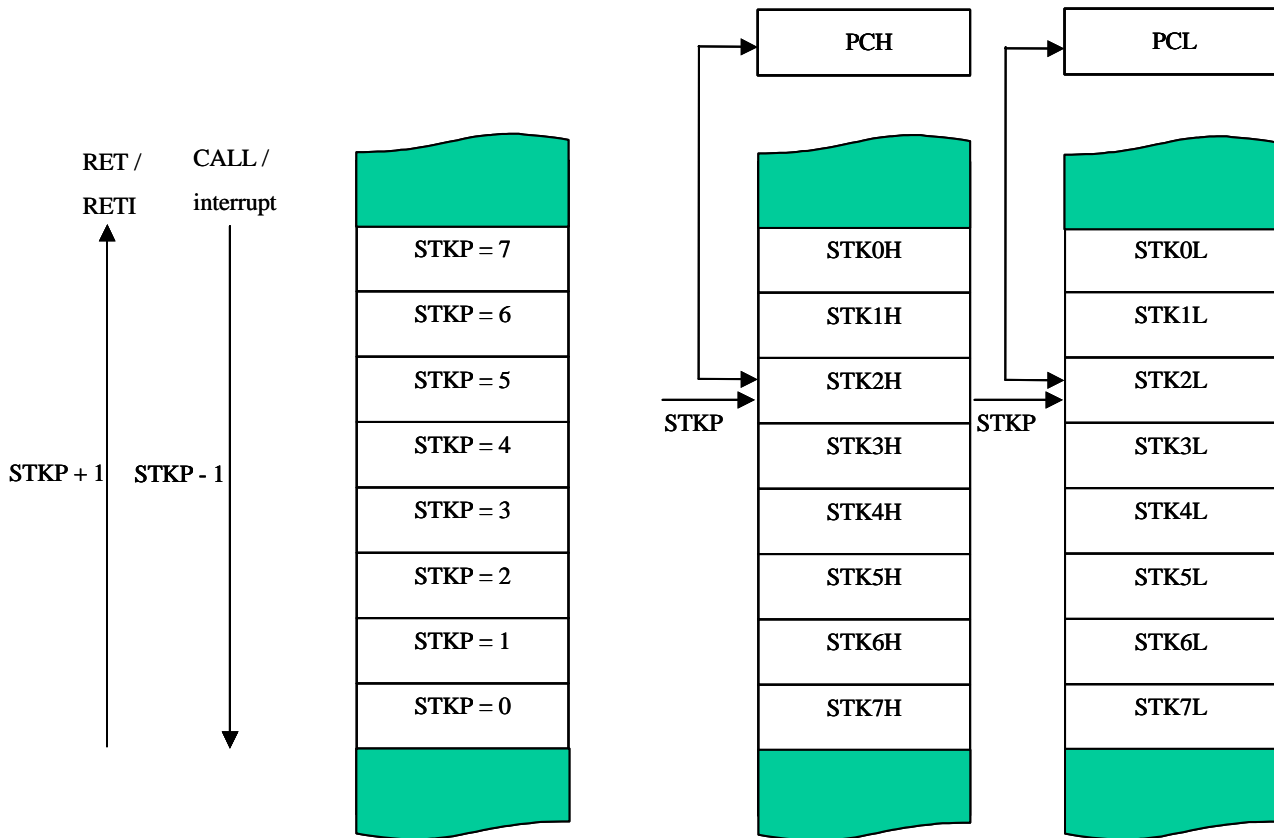 PCH
PCL
RET /
RETI
CALL /
interrupt
STKP + 1
STKP - 1
STKP = 7
STKP = 6
STKP = 5
STKP = 4
STKP = 3
STKP = 2
STKP = 1
STKP = 0
STKP
STK0H
STK1H
STK2H
STK3H
STK4H
STK5H
STK6H
STK7H
STKP
STK0L
STK1L
STK2L
STK3L
STK4L
STK5L
STK6L
STK7L